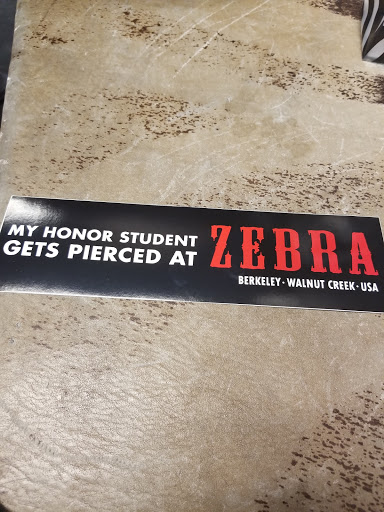 MY HONOR STUDENT
GETS PIERCED AT
ZEBRA
BERKELEY · WALNUT CREEK · USA